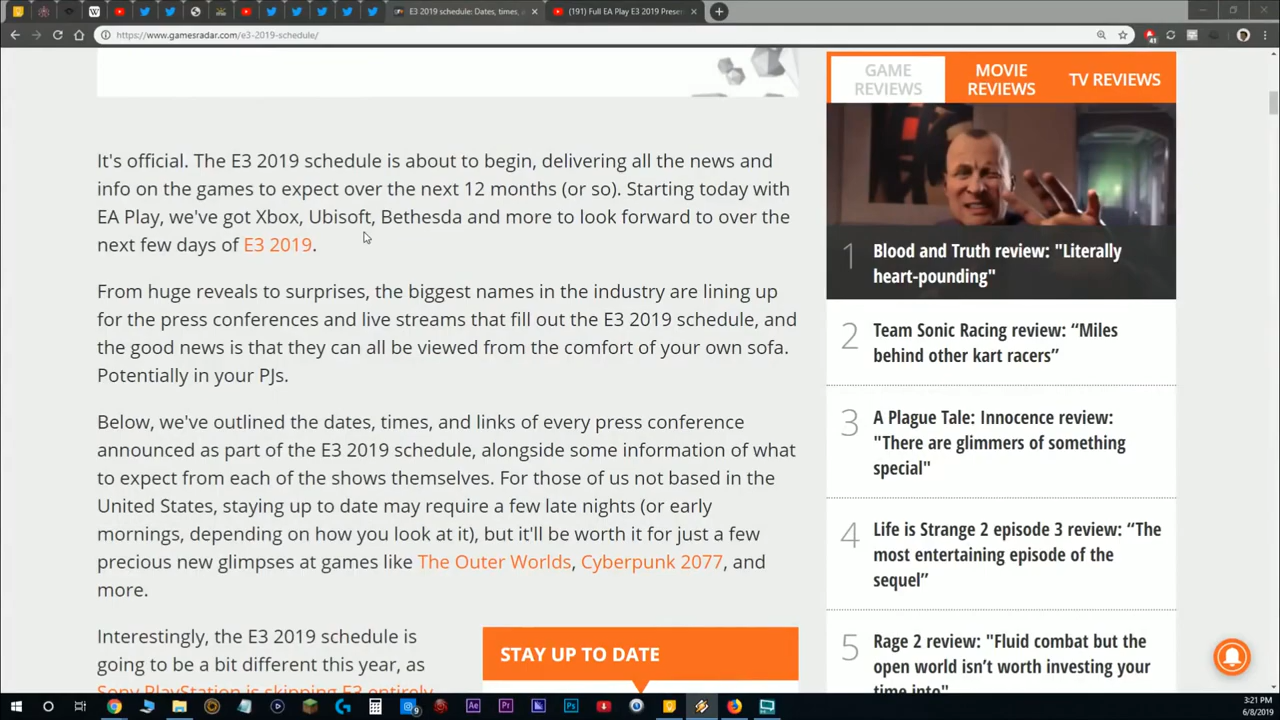 E3 2019 schedule: Dates, times,
(191) Full EA Play E3 2019 Prese
https://www.gamesradar.com/e3-2019-schedule/
It's official. The E3 2019 schedule is about to begin, delivering all the news and
info on the games to expect over the next 12 months (or so). Starting today with
EA Play, we've got Xbox, Ubisoft, Bethesda and more to look forward to over the
next few days of E3 2019.
From huge reveals to surprises, the biggest names in the industry are lining up
for the press conferences and live streams that fill out the E3 2019 schedule, and
the good news is that they can all be viewed from the comfort of your own sofa.
Potentially in your PJs.
Below, we've outlined the dates, times, and links of every press conference
announced as part of the E3 2019 schedule, alongside some information of what
to expect from each of the shows themselves. For those of us not based in the
United States, staying up to date may require a few late nights (or early
mornings, depending on how you look at it), but it'll be worth it for just a few
precious new glimpses at games like The Outer Worlds, Cyberpunk 2077, and
more.
Interestingly, the E3 2019 schedule is
going to be a bit different this year, as
Sony PlayStation is skipping E3 entirely
STAY UP TO DATE
GAME
REVIEWS
MOVIE
REVIEWS
TV REVIEWS
1
Blood and Truth review: "Literally
heart-pounding"
2
Team Sonic Racing review: “Miles
behind other kart racers”
3
A Plague Tale: Innocence review:
"There are glimmers of something
special"
4
Life is Strange 2 episode 3 review: “The
most entertaining episode of the
sequel”
5
Rage 2 review: "Fluid combat but the
open world isn’t worth investing your
time into"
3:21 PM
6/8/2019